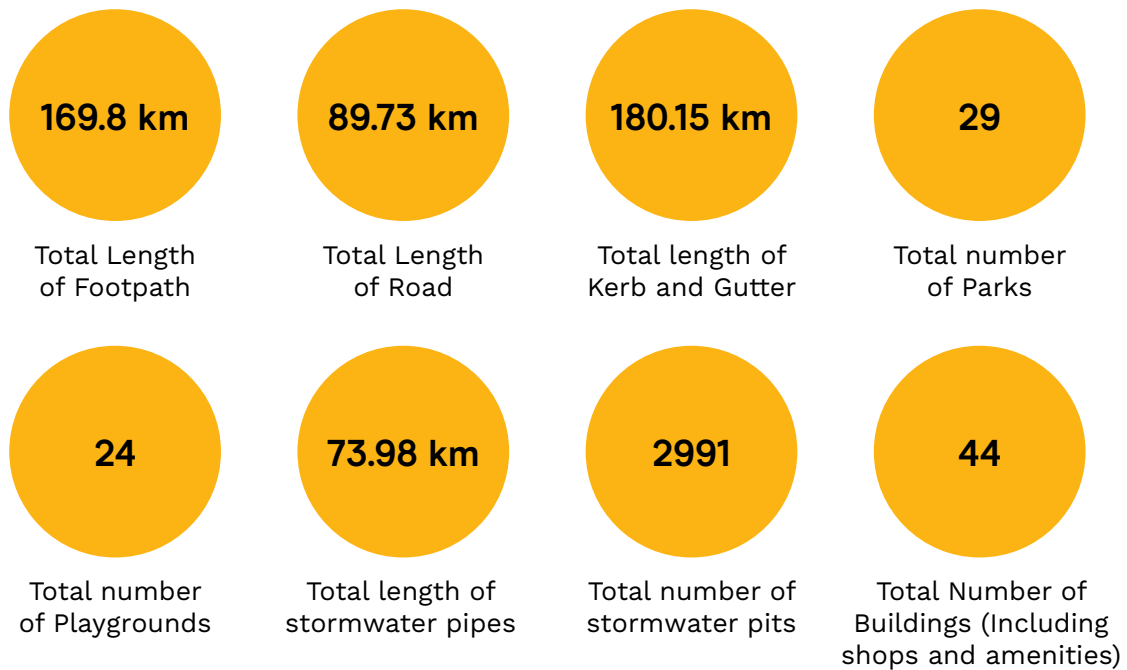 169.8 km
89.73 km
180.15 km
29
Total Length
of Footpath
Total Length
of Road
Total length of
Kerb and Gutter
Total number
of Parks
24
73.98 km
2991
44
Total number
of Playgrounds
Total length of
stormwater pipes
Total number of
stormwater pits
Total Number of
Buildings (Including
shops and amenities)